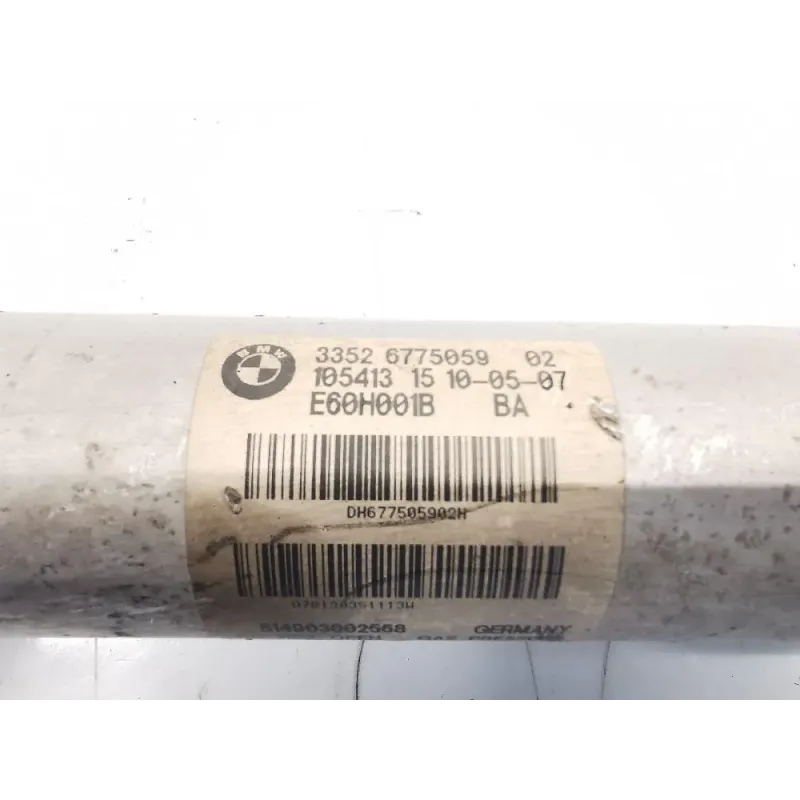 BMW
3352 6775059 02
105413 15 10-05-07
E60H001B BA
DH677505902H
GERMANY